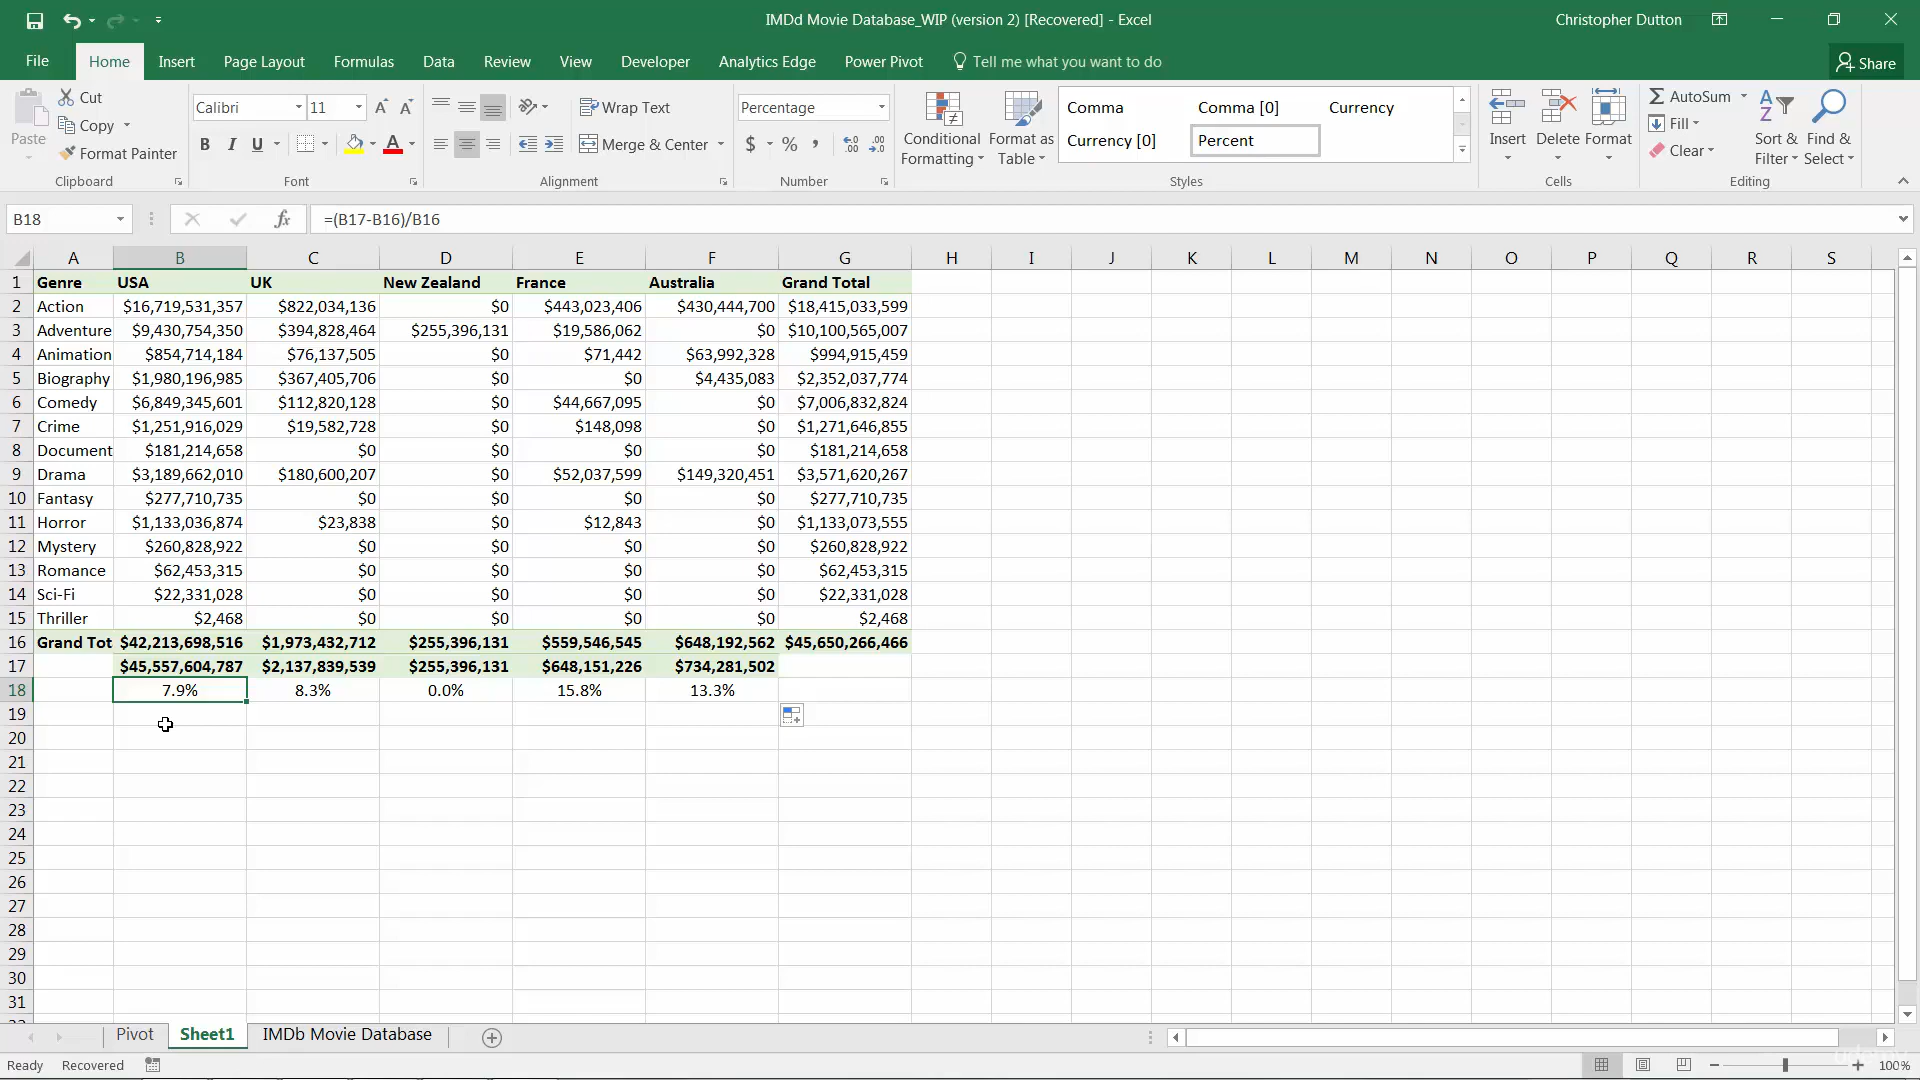 IMDd Movie Database_WIP (version 2) [Recovered] - Excel
Christopher Dutton
File Home Insert Page Layout Formulas Data Review View Developer Analytics Edge Power Pivot Tell me what you want to do Share
Paste
Cut
Copy
Format Painter
Clipboard
Calibri 11
B I U A
Font
Wrap Text
Merge & Center
Alignment
Percentage
$ % ,
Number
Conditional Formatting
Format as Table
Comma Comma [0] Currency
Currency [0] Percent
Styles
Insert Delete Format
Cells
AutoSum
Fill
Clear
Sort & Filter
Find & Select
Editing
B18 fx =(B17-B16)/B16
A B C D E F G H I J K L M N O P Q R S
1 Genre USA UK New Zealand France Australia Grand Total
2 Action $16,719,531,357 $822,034,136 $0 $443,023,406 $430,444,700 $18,415,033,599
3 Adventure $9,430,754,350 $394,828,464 $255,396,131 $19,586,062 $0 $10,100,565,007
4 Animation $854,714,184 $76,137,505 $0 $71,442 $63,992,328 $994,915,459
5 Biography $1,980,196,985 $367,405,706 $0 $0 $4,435,083 $2,352,037,774
6 Comedy $6,849,345,601 $112,820,128 $0 $44,667,095 $0 $7,006,832,824
7 Crime $1,251,916,029 $19,582,728 $0 $148,098 $0 $1,271,646,855
8 Document $181,214,658 $0 $0 $0 $0 $181,214,658
9 Drama $3,189,662,010 $180,600,207 $0 $52,037,599 $149,320,451 $3,571,620,267
10 Fantasy $277,710,735 $0 $0 $0 $0 $277,710,735
11 Horror $1,133,036,874 $23,838 $0 $12,843 $0 $1,133,073,555
12 Mystery $260,828,922 $0 $0 $0 $0 $260,828,922
13 Romance $62,453,315 $0 $0 $0 $0 $62,453,315
14 Sci-Fi $22,331,028 $0 $0 $0 $0 $22,331,028
15 Thriller $2,468 $0 $0 $0 $0 $2,468
16 Grand Tot $42,213,698,516 $1,973,432,712 $255,396,131 $559,546,545 $648,192,562 $45,650,266,466
17 $45,557,604,787 $2,137,839,539 $255,396,131 $648,151,226 $734,281,502
18 7.9% 8.3% 0.0% 15.8% 13.3%
19
20
21
22
23
24
25
26
27
28
29
30
31
Pivot Sheet1 IMDb Movie Database
Ready Recovered 100%
udemy